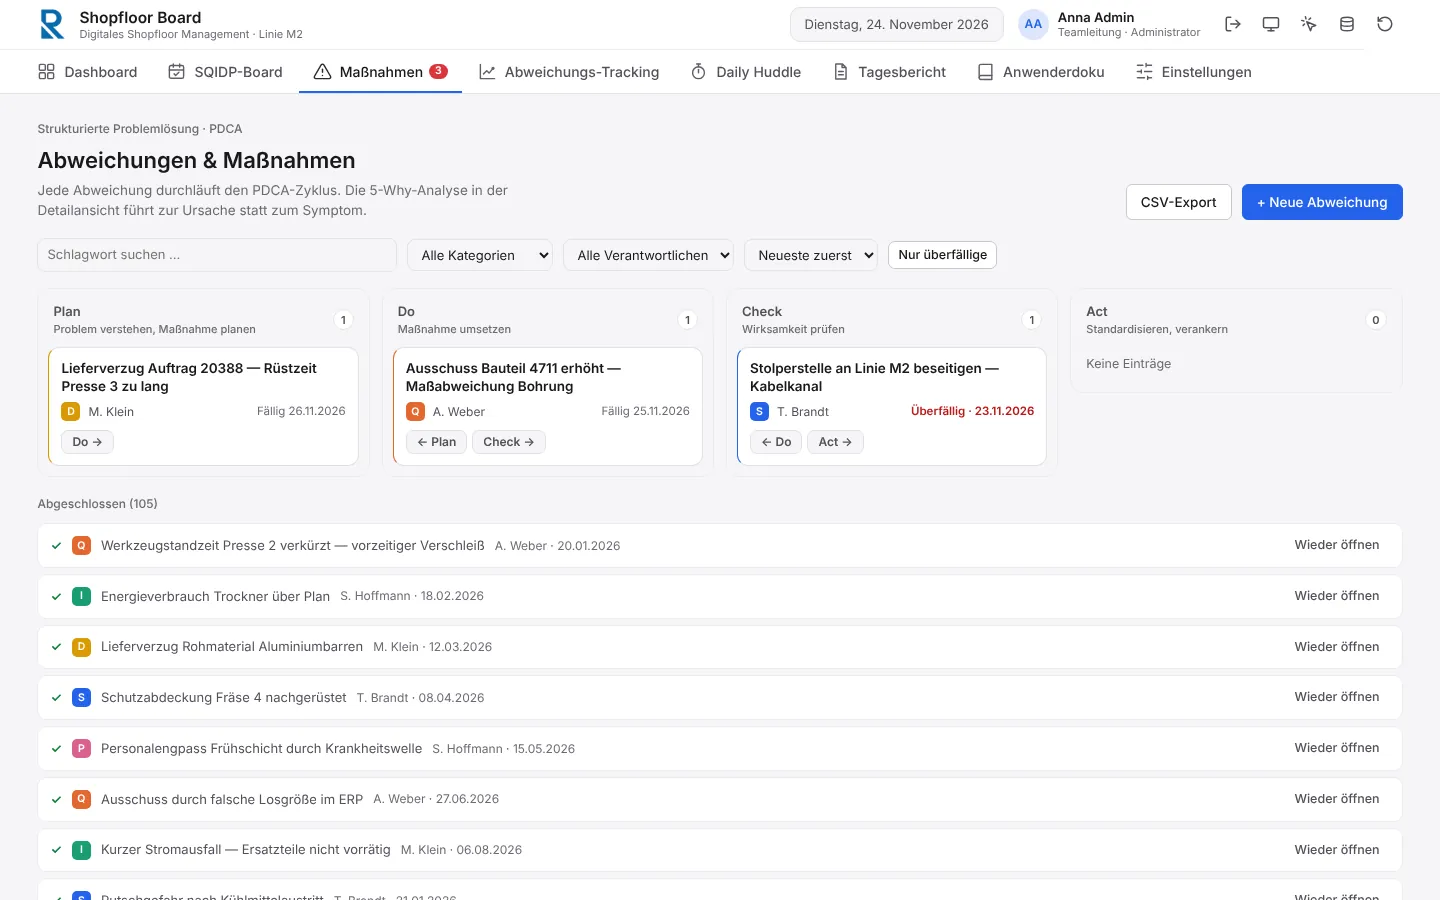 Shopfloor Board
Digitales Shopfloor Management · Linie M2
Dienstag, 24. November 2026
AA
Anna Admin
Teamleitung · Administrator
Dashboard
SQIDP-Board
Maßnahmen 3
Abweichungs-Tracking
Daily Huddle
Tagesbericht
Anwenderdoku
Einstellungen
Strukturierte Problemlösung · PDCA
Abweichungen & Maßnahmen
Jede Abweichung durchläuft den PDCA-Zyklus. Die 5-Why-Analyse in der
Detailansicht führt zur Ursache statt zum Symptom.
CSV-Export
+ Neue Abweichung
Schlagwort suchen ...
Alle Kategorien
Alle Verantwortlichen
Neueste zuerst
Nur überfällige
Plan
Problem verstehen, Maßnahme planen
1
Lieferverzug Auftrag 20388 — Rüstzeit
Presse 3 zu lang
D M. Klein Fällig 26.11.2026
Do →
Do
Maßnahme umsetzen
1
Ausschuss Bauteil 4711 erhöht —
Maßabweichung Bohrung
Q A. Weber Fällig 25.11.2026
← Plan Check →
Check
Wirksamkeit prüfen
1
Stolperstelle an Linie M2 beseitigen —
Kabelkanal
S T. Brandt Überfällig · 23.11.2026
← Do Act →
Act
Standardisieren, verankern
0
Keine Einträge
Abgeschlossen (105)
Q Werkzeugstandzeit Presse 2 verkürzt — vorzeitiger Verschleiß A. Weber · 20.01.2026 Wieder öffnen
I Energieverbrauch Trockner über Plan S. Hoffmann · 18.02.2026 Wieder öffnen
D Lieferverzug Rohmaterial Aluminiumbarren M. Klein · 12.03.2026 Wieder öffnen
S Schutzabdeckung Fräse 4 nachgerüstet T. Brandt · 08.04.2026 Wieder öffnen
P Personalengpass Frühschicht durch Krankheitswelle S. Hoffmann · 15.05.2026 Wieder öffnen
Q Ausschuss durch falsche Losgröße im ERP A. Weber · 27.06.2026 Wieder öffnen
I Kurzer Stromausfall — Ersatzteile nicht vorrätig M. Klein · 06.08.2026 Wieder öffnen
S Rutschgefahr nach Kühlmittelaustritt T. Brandt · 21.01.2026 Wieder öffnen